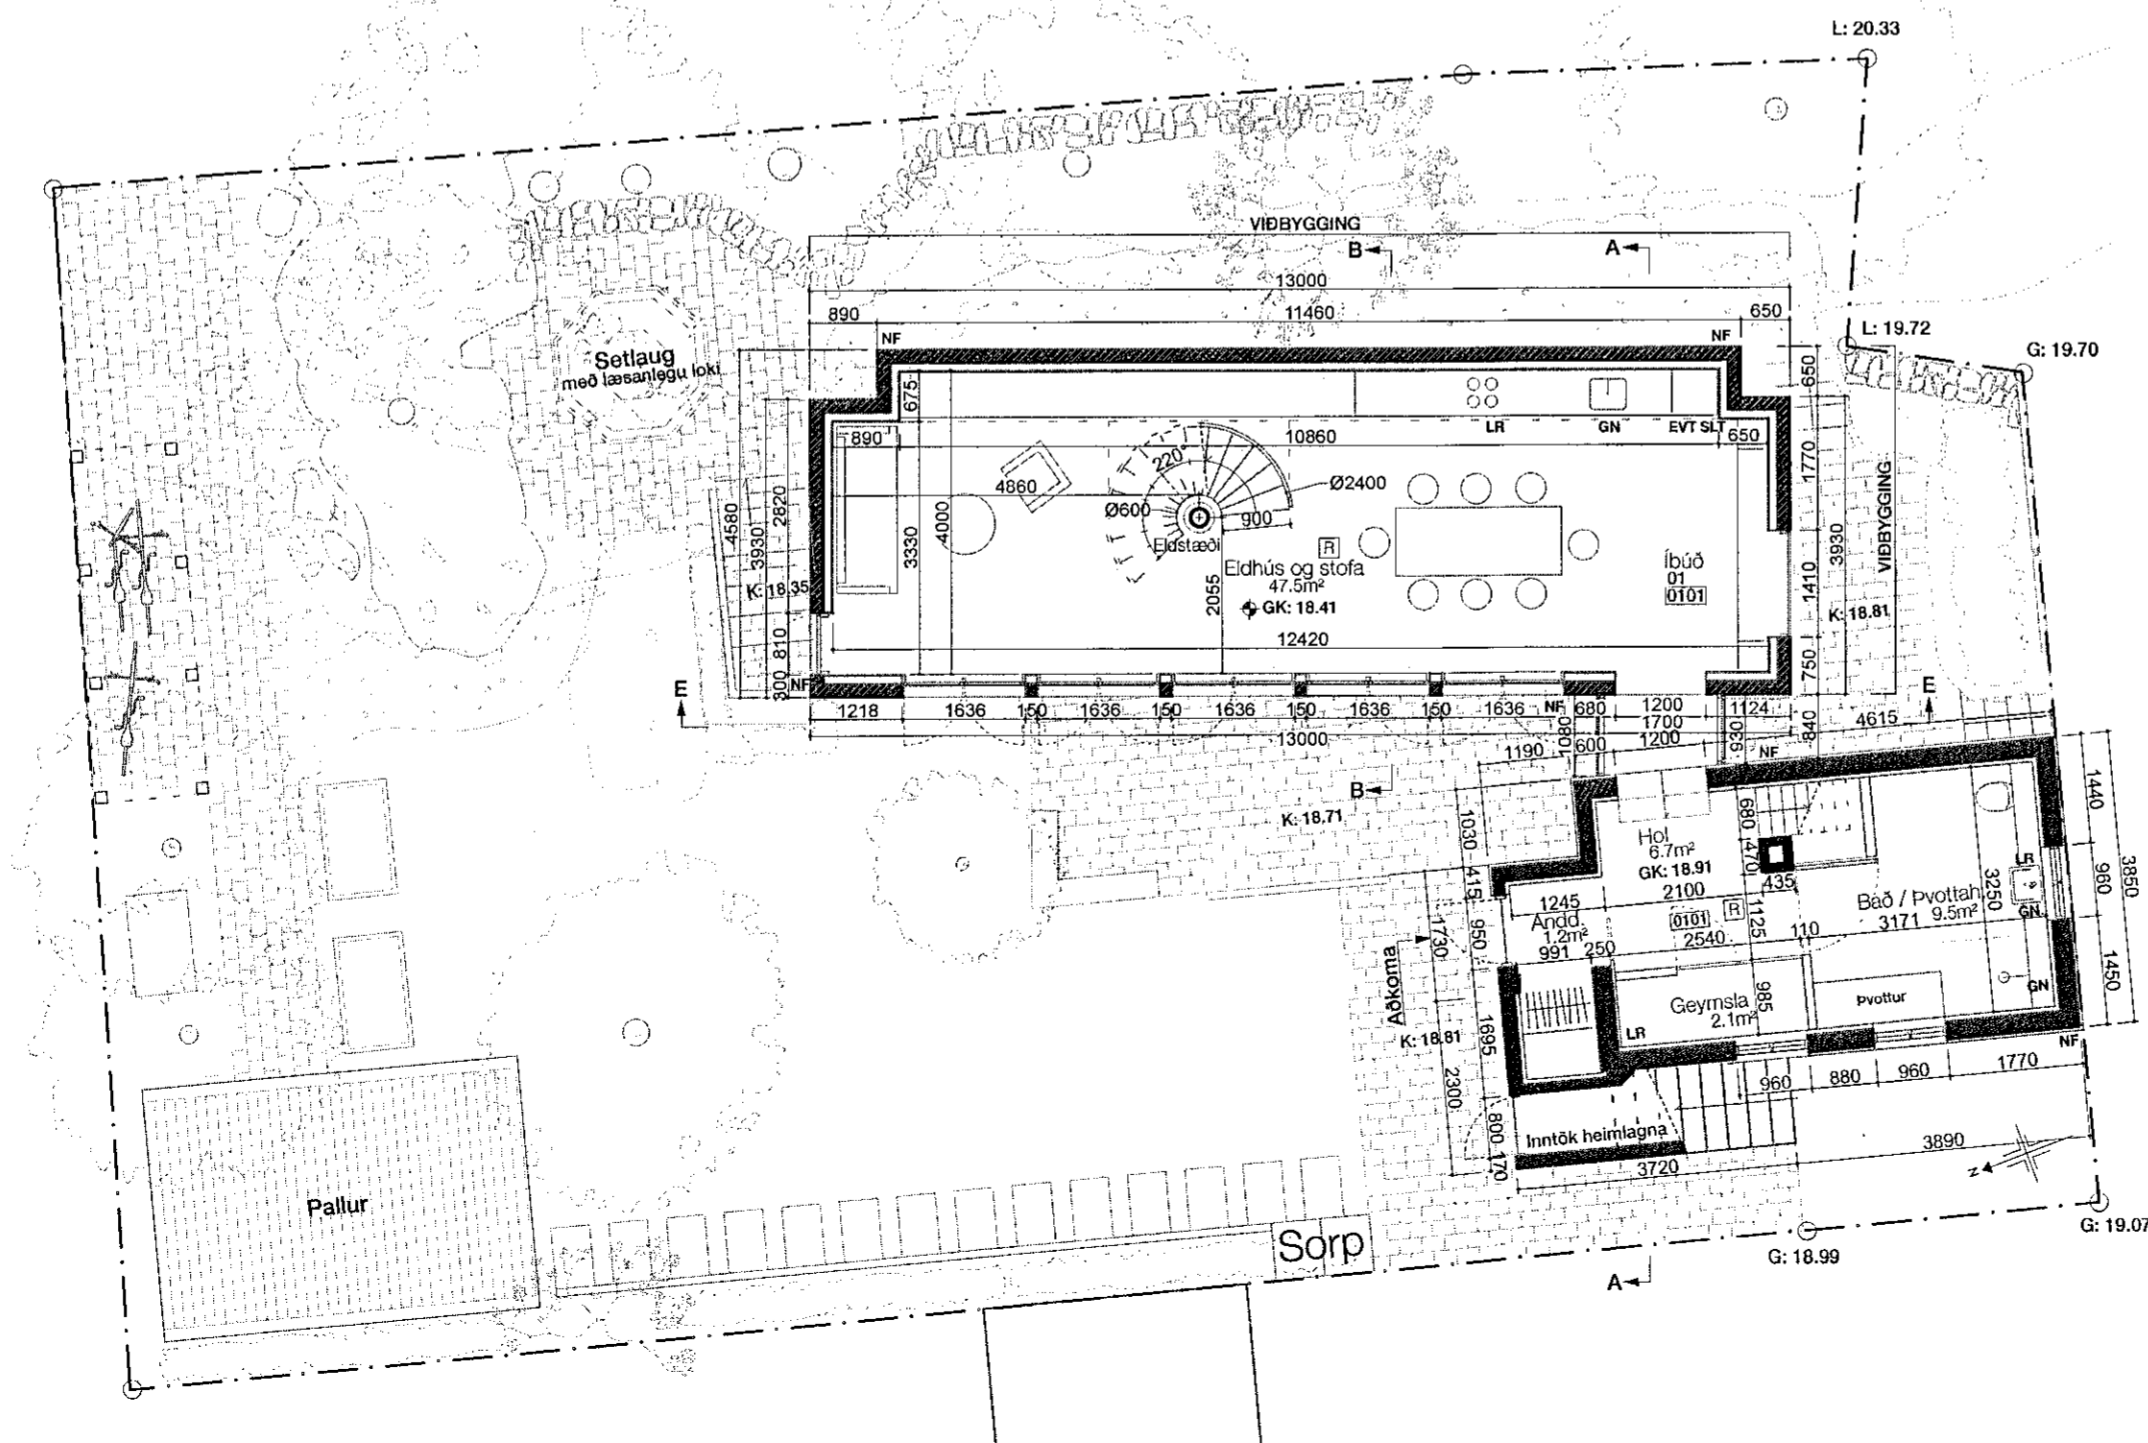 L: 20.33
VIÐBYGGING
B
A
13000
890
11460
650
NF
NF
L: 19.72
G: 19.70
Setlaug
með læsanlegu loki
675
650
LR
GN
EVT SLT
890
10860
650
220°
4860
Ø2400
Ø600
900
1770
VIÐBYGGING
4580
3930
2820
3330
4000
Eldstæði
R
Eldhús og stofa
47.5m²
GK: 18.41
2055
Íbúð
01
0101
1410
3930
K: 18.35
K: 18.81
12420
810
300
750
NF
E
E
1218
1636
150
1636
150
1636
150
1636
150
1636
NF
680
1200
1124
1700
13000
1080
600
1200
930
840
4615
1190
NF
B
K: 18.71
1030
680
Hol
6.7m²
GK: 18.91
470
2100
435
1440
LR
960
3850
415
1245
Andd.
1.2m²
991
250
0101
R
1125
2540
110
Bað / Þvottah.
3171
9.5m²
3250
GN
1730
950
Aðkoma
1450
Geymsla
2.1m²
985
Þvottur
GN
LR
K: 18.81
1695
2300
NF
960
880
960
1770
800
170
Inntök heimlagna
3720
3890
z
Pallur
Sorp
G: 19.07
G: 18.99
A